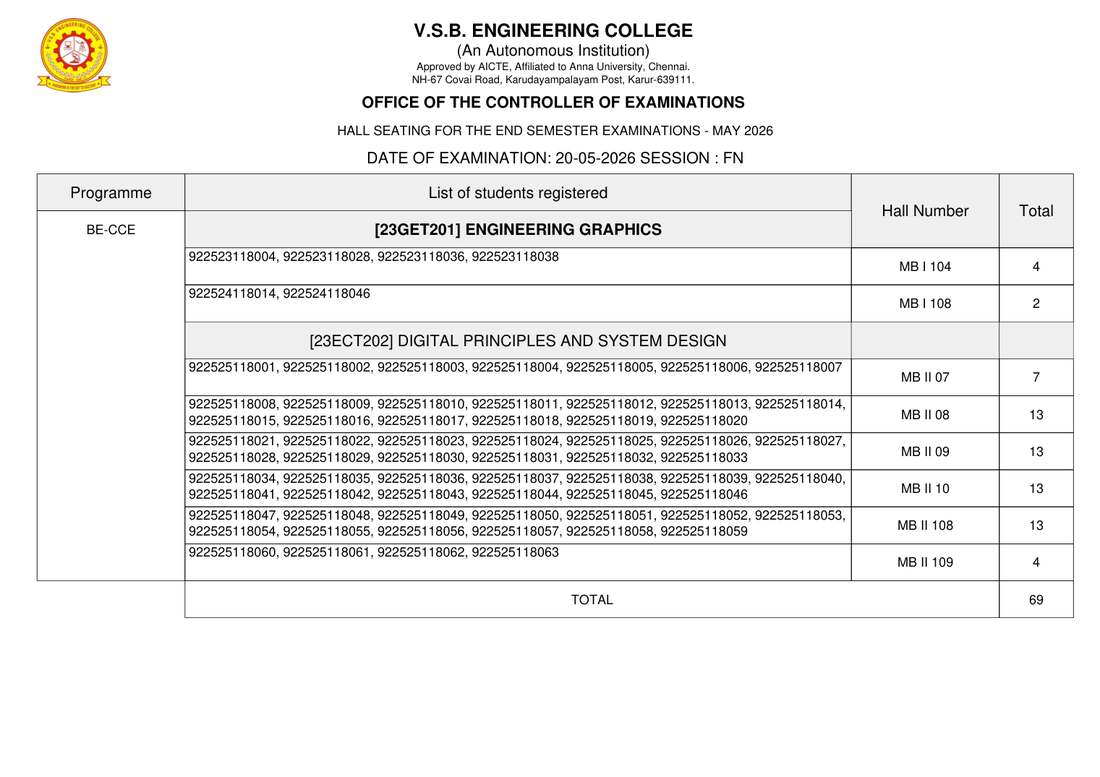 V.S.B. ENGINEERING COLLEGE
(An Autonomous Institution)
Approved by AICTE, Affiliated to Anna University, Chennai.
NH-67 Covai Road, Karudayampalayam Post, Karur-639111.
OFFICE OF THE CONTROLLER OF EXAMINATIONS
HALL SEATING FOR THE END SEMESTER EXAMINATIONS - MAY 2026
DATE OF EXAMINATION: 20-05-2026 SESSION : FN
Programme List of students registered Hall Number Total
BE-CCE [23GET201] ENGINEERING GRAPHICS
922523118004, 922523118028, 922523118036, 922523118038 MB I 104 4
922524118014, 922524118046 MB I 108 2
[23ECT202] DIGITAL PRINCIPLES AND SYSTEM DESIGN
922525118001, 922525118002, 922525118003, 922525118004, 922525118005, 922525118006, 922525118007 MB II 07 7
922525118008, 922525118009, 922525118010, 922525118011, 922525118012, 922525118013, 922525118014,
922525118015, 922525118016, 922525118017, 922525118018, 922525118019, 922525118020 MB II 08 13
922525118021, 922525118022, 922525118023, 922525118024, 922525118025, 922525118026, 922525118027,
922525118028, 922525118029, 922525118030, 922525118031, 922525118032, 922525118033 MB II 09 13
922525118034, 922525118035, 922525118036, 922525118037, 922525118038, 922525118039, 922525118040,
922525118041, 922525118042, 922525118043, 922525118044, 922525118045, 922525118046 MB II 10 13
922525118047, 922525118048, 922525118049, 922525118050, 922525118051, 922525118052, 922525118053,
922525118054, 922525118055, 922525118056, 922525118057, 922525118058, 922525118059 MB II 108 13
922525118060, 922525118061, 922525118062, 922525118063 MB II 109 4
TOTAL 69